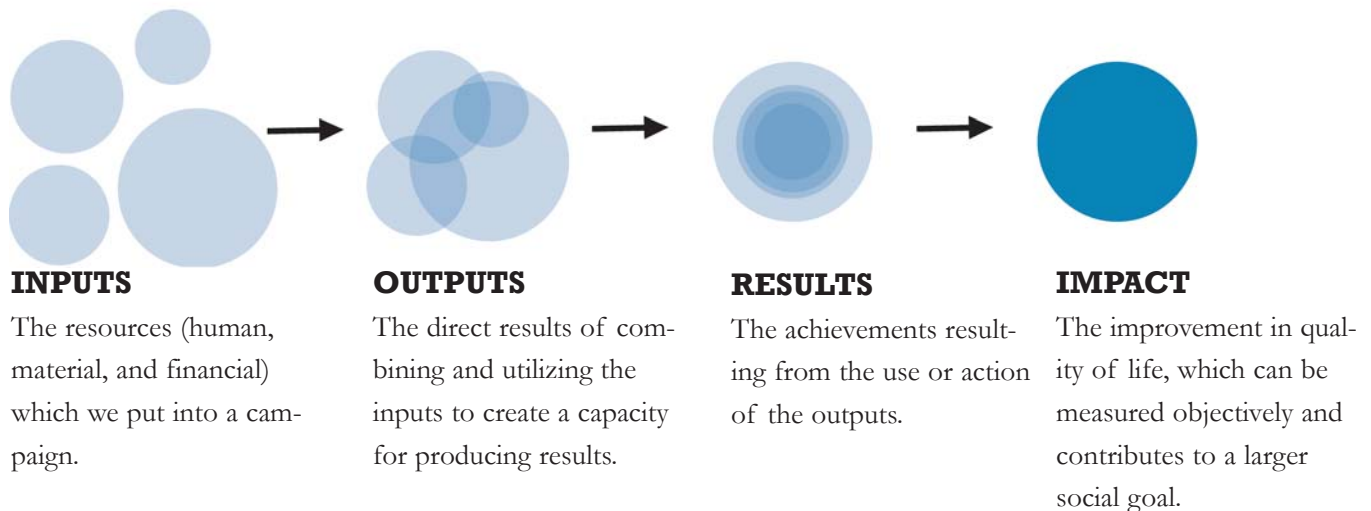 INPUTS
The resources (human,
material, and financial)
which we put into a cam-
paign.
OUTPUTS
The direct results of com-
bining and utilizing the
inputs to create a capacity
for producing results.
RESULTS
The achievements result-
ing from the use or action
of the outputs.
IMPACT
The improvement in qual-
ity of life, which can be
measured objectively and
contributes to a larger
social goal.